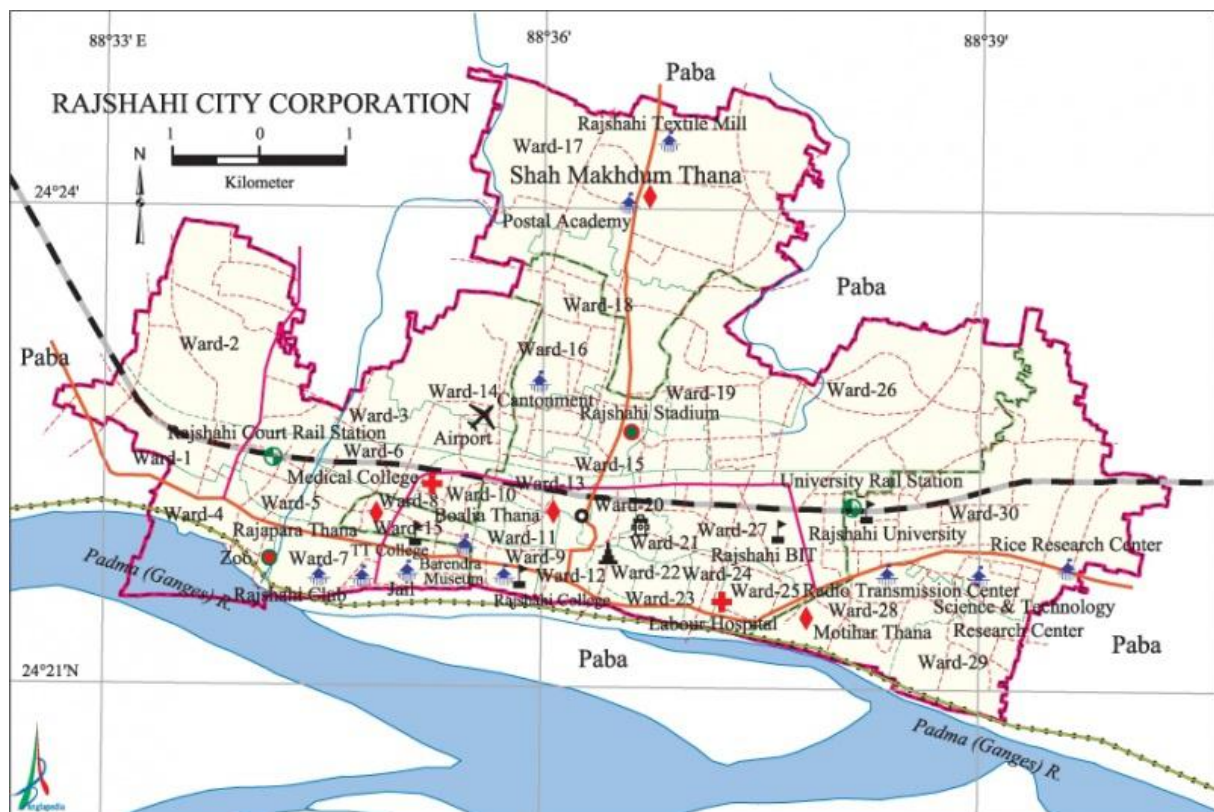 88°33' E
88°36'
88°39'
Paba
RAJSHAHI CITY CORPORATION
1 0 1
Kilometer
N
S
Rajshahi Textile Mill
Ward-17
Shah Makhdum Thana
24°24'
Postal Academy
Paba
Ward-18
Ward-2
Ward-16
Paba
Ward-14
Cantonment
Ward-19
Ward-26
Ward-3
Rajshahi Stadium
Airport
Rajshahi Court Rail Station
Ward-6
Ward-1
Ward-15
Medical College
Ward-13
University Rail Station
Ward-10
Ward-5
Ward-8
Ward-20
Ward-4
Boalia Thana
Ward-30
Rajapara Thana
Ward-15
Ward-27
Rajshahi University
Ward-11
Ward-21
TT College
Rajshahi BIT
Rice Research Center
Zoo
Ward-7
Barendra
Museum
Ward-9
Ward-12
Ward-22
Ward-24
Padma (Ganges) R.
Rajshahi Club
Jail
Rajshahi College
Ward-25
Radio Transmission Center
Ward-23
Ward-28
Science & Technology
Research Center
Labour Hospital
Motihar Thana
Paba
Paba
Ward-29
24°21'N
Padma (Ganges) R.